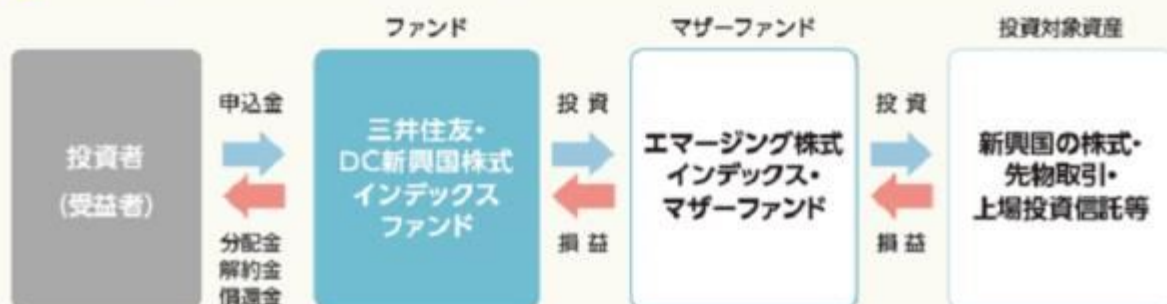 ファンド
マザーファンド
投資対象資産
投資者
(受益者)
申込金
分配金
解約金
償還金
三井住友・
DC新興国株式
インデックス
ファンド
投資
損益
エマージング株式
インデックス・
マザーファンド
投資
損益
新興国の株式・
先物取引・
上場投資信託等